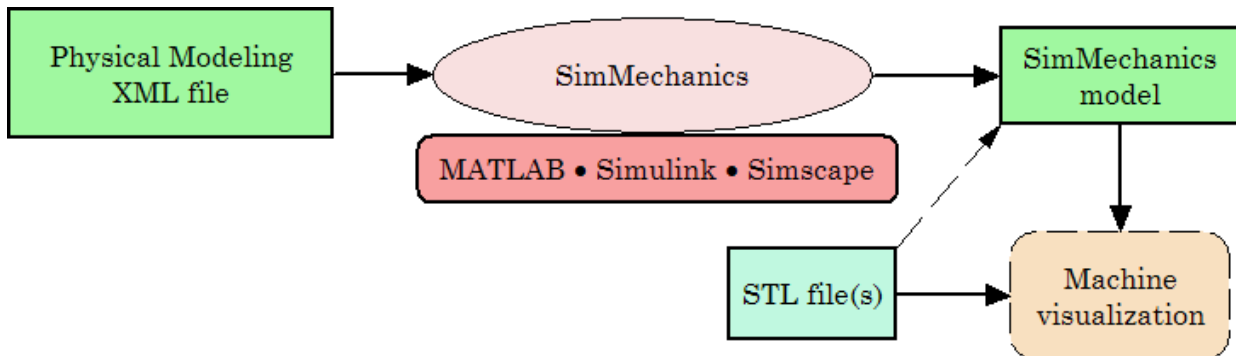 Physical Modeling
XML file
SimMechanics
SimMechanics
model
MATLAB • Simulink • Simscape
STL file(s)
Machine
visualization